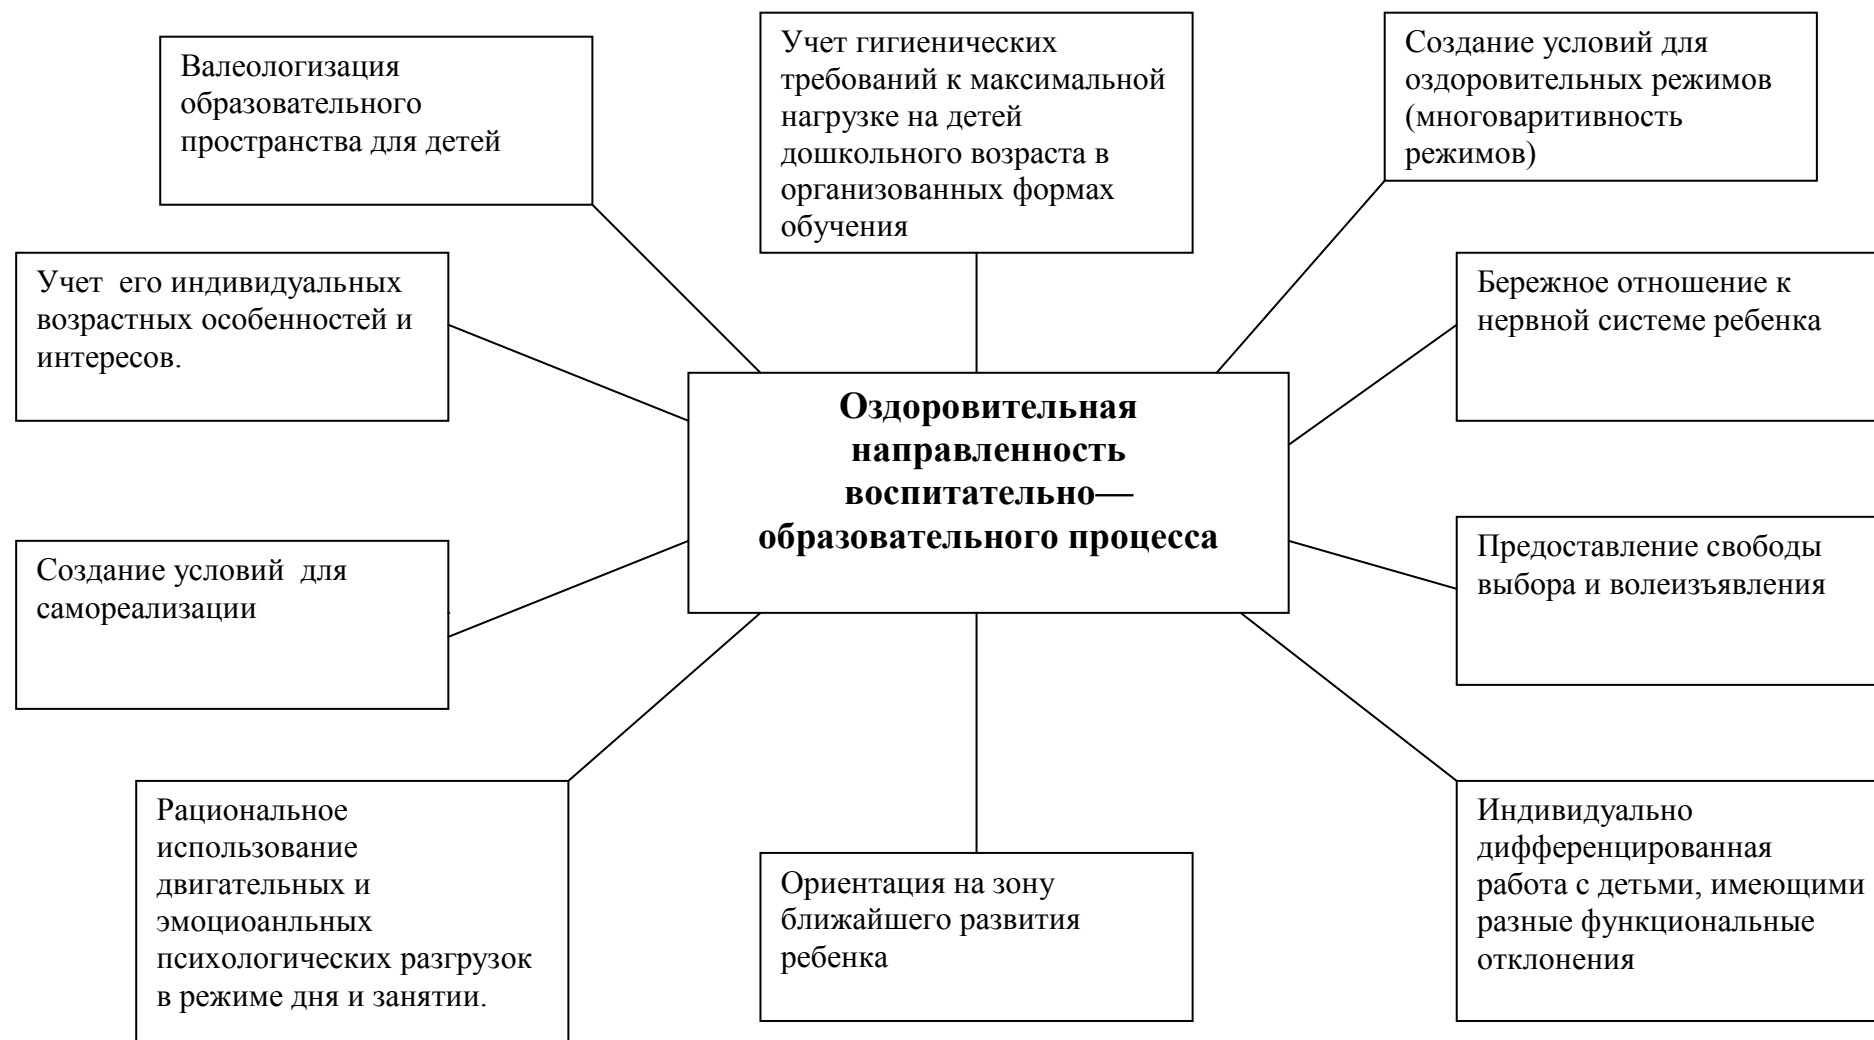 Валеологизация
образовательного
пространства для детей
Учет гигиенических
требований к максимальной
нагрузке на детей
дошкольного возраста в
организованных формах
обучения
Создание условий для
оздоровительных режимов
(многоваритивность
режимов)
Учет его индивидуальных
возрастных особенностей и
интересов.
Бережное отношение к
нервной системе ребенка
Оздоровительная
направленность
воспитательно—
образовательного процесса
Создание условий для
самореализации
Предоставление свободы
выбора и волеизъявления
Рациональное
использование
двигательных и
эмоциоанльных
психологических разгрузок
в режиме дня и занятии.
Ориентация на зону
ближайшего развития
ребенка
Индивидуально
дифференцированная
работа с детьми, имеющими
разные функциональные
отклонения